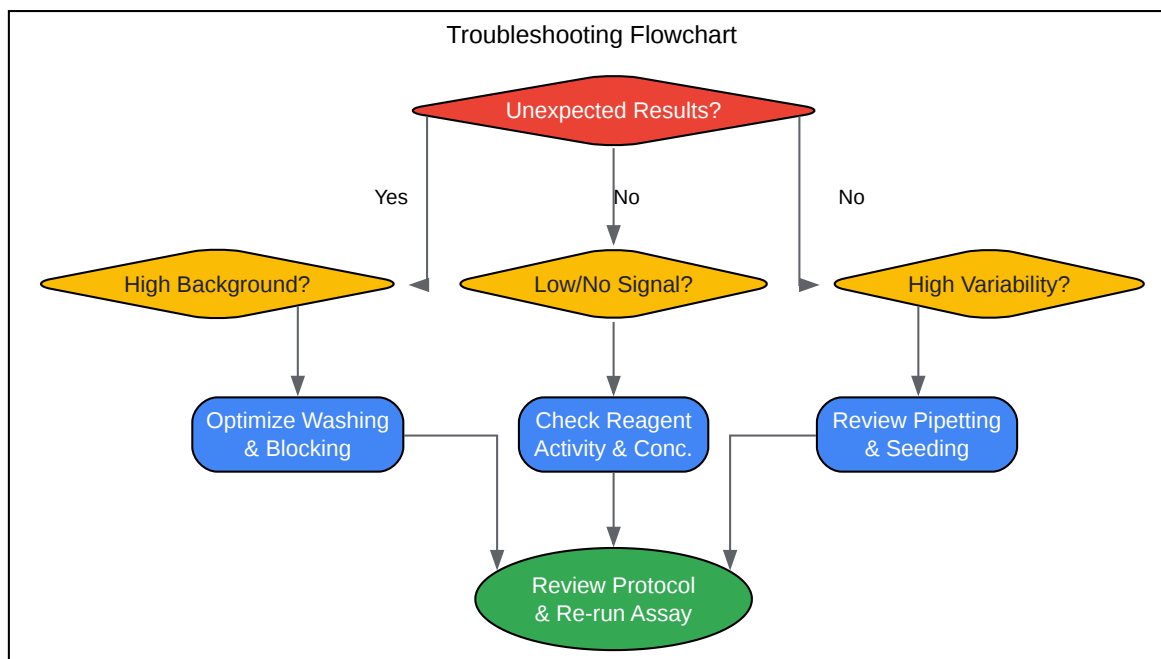 Troubleshooting Flowchart
Unexpected Results?
Yes
No
No
High Background?
Low/No Signal?
High Variability?
Optimize Washing
& Blocking
Check Reagent
Activity & Conc.
Review Pipetting
& Seeding
Review Protocol
& Re-run Assay